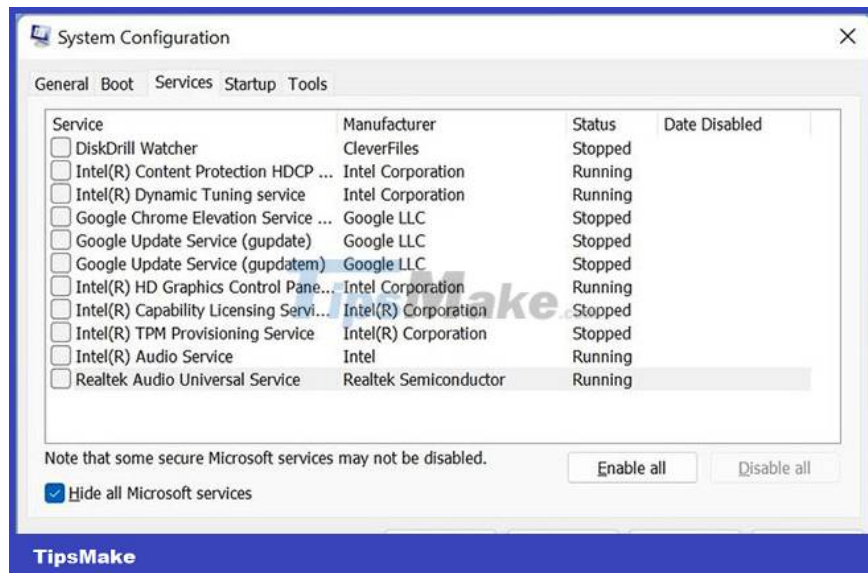 System Configuration
General Boot Services Startup Tools
Service Manufacturer Status Date Disabled
DiskDrill Watcher CleverFiles Stopped
Intel(R) Content Protection HDCP ... Intel Corporation Running
Intel(R) Dynamic Tuning service Intel Corporation Running
Google Chrome Elevation Service ... Google LLC Stopped
Google Update Service (gupdate) Google LLC Stopped
Google Update Service (gupdatem) Google LLC Stopped
Intel(R) HD Graphics Control Pane... Intel Corporation Running
TipsMake.com
Intel(R) Capability Licensing Servi... Intel(R) Corporation Stopped
Intel(R) TPM Provisioning Service Intel(R) Corporation Stopped
Intel(R) Audio Service Intel Running
Realtek Audio Universal Service Realtek Semiconductor Running
Note that some secure Microsoft services may not be disabled.
Enable all Disable all
Hide all Microsoft services
TipsMake